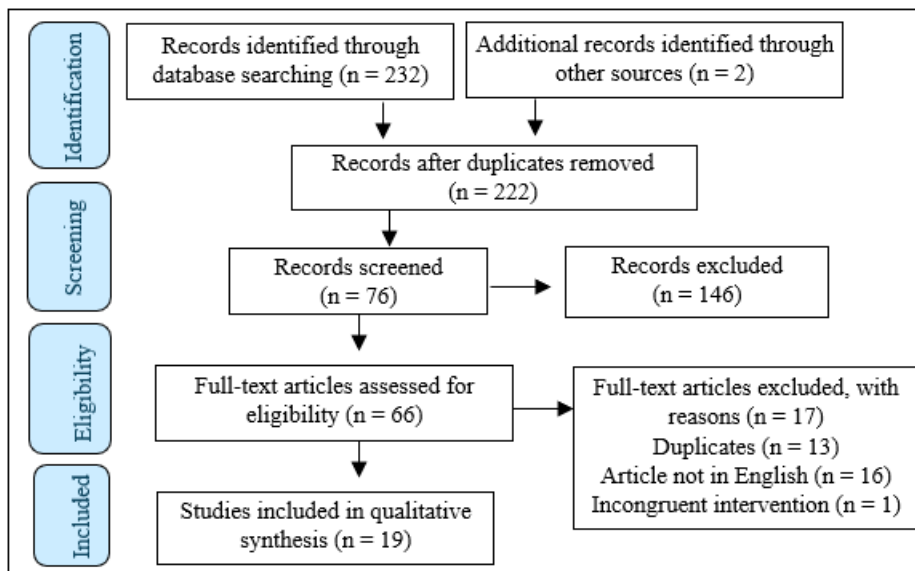 Identification
Records identified through
database searching (n = 232)
Additional records identified through
other sources (n = 2)
Records after duplicates removed
(n = 222)
Screening
Records screened
(n = 76)
Records excluded
(n = 146)
Eligibility
Full-text articles assessed for
eligibility (n = 66)
Full-text articles excluded, with
reasons (n = 17)
Duplicates (n = 13)
Article not in English (n = 16)
Incongruent intervention (n = 1)
Included
Studies included in qualitative
synthesis (n = 19)